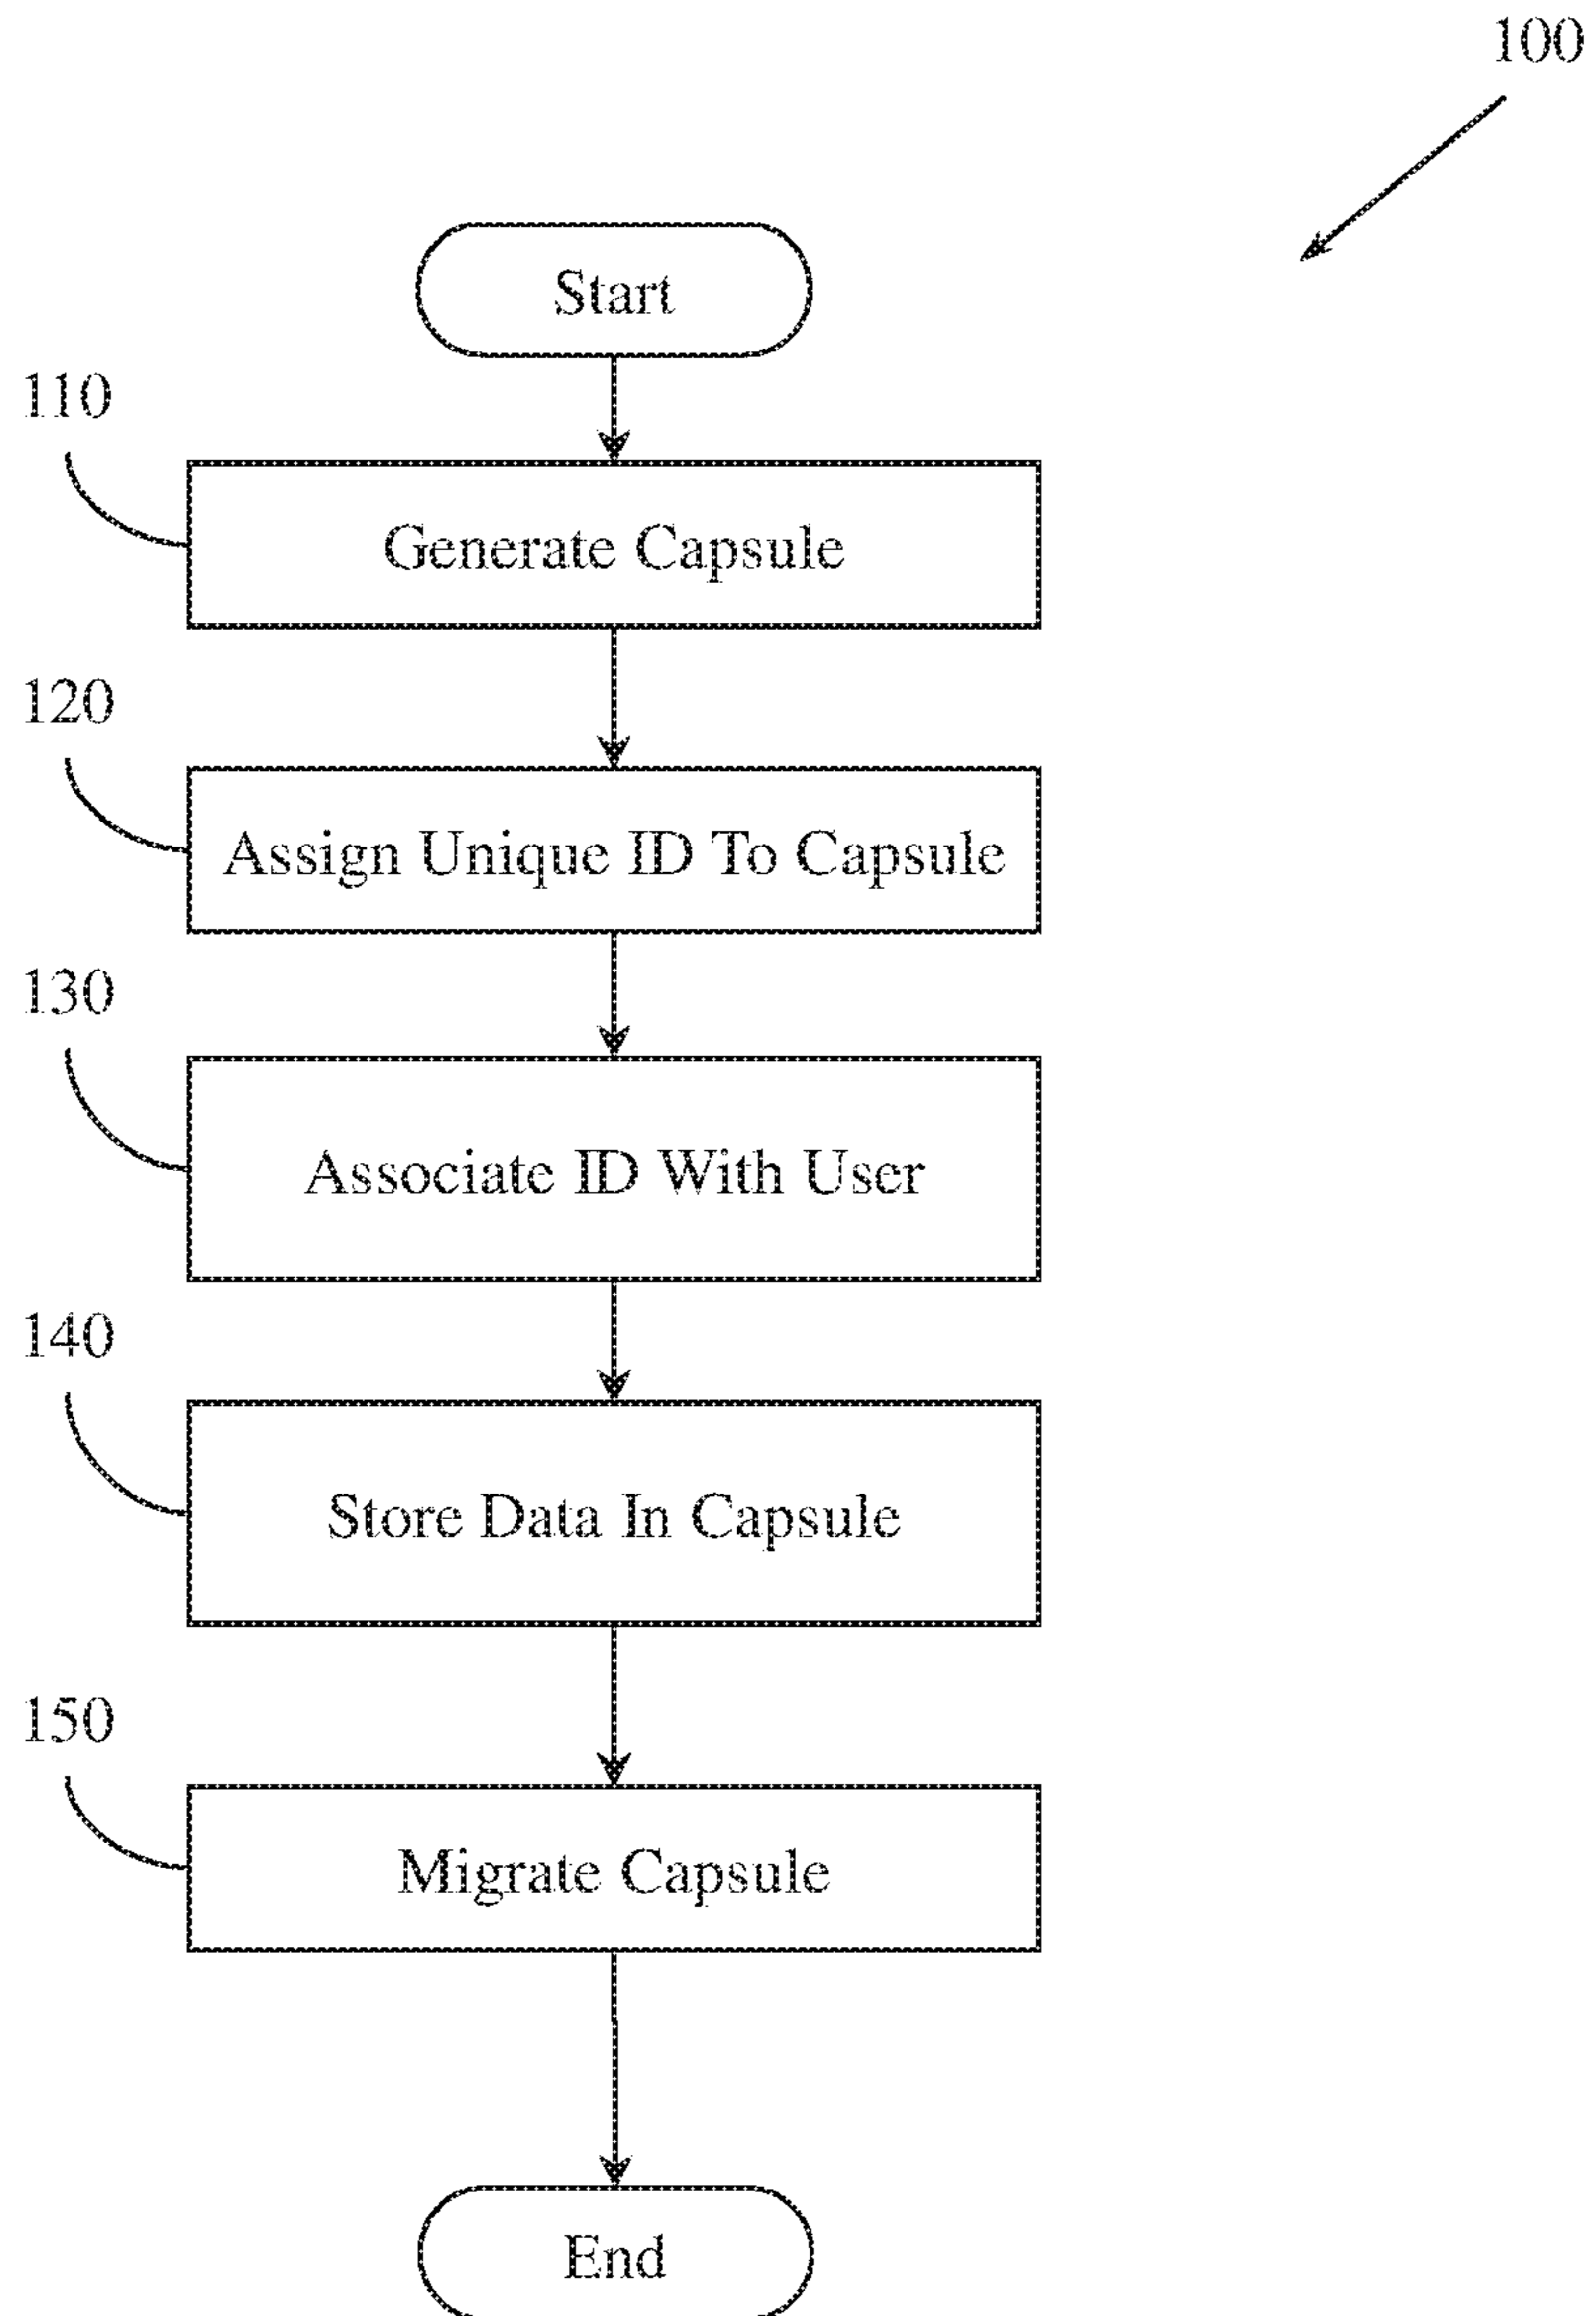 100
Start
110
Generate Capsule
120
Assign Unique ID To Capsule
130
Associate ID With User
140
Store Data In Capsule
150
Migrate Capsule
End